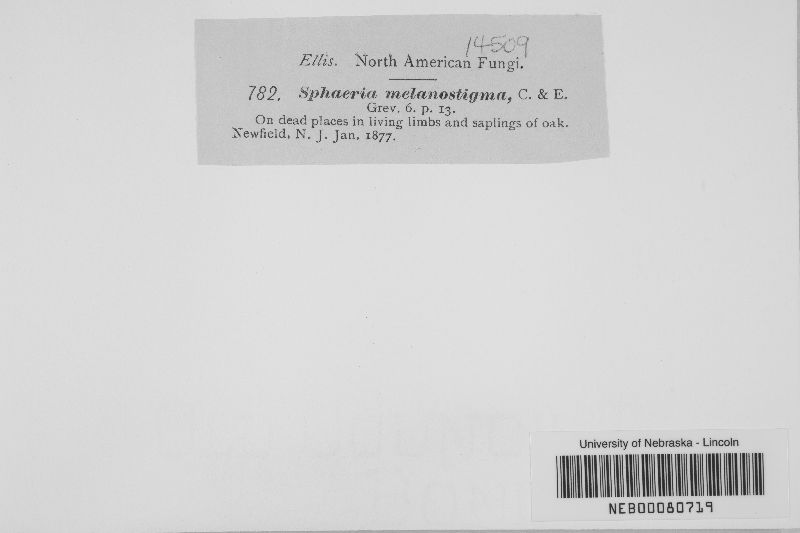 14509
Ellis. North American Fungi.
782. Sphaeria melanostigma, C. & E.
Grev. 6. p. 13.
On dead places in living limbs and saplings of oak.
Newfield, N. J. Jan, 1877.
University of Nebraska - Lincoln
NEB00080719